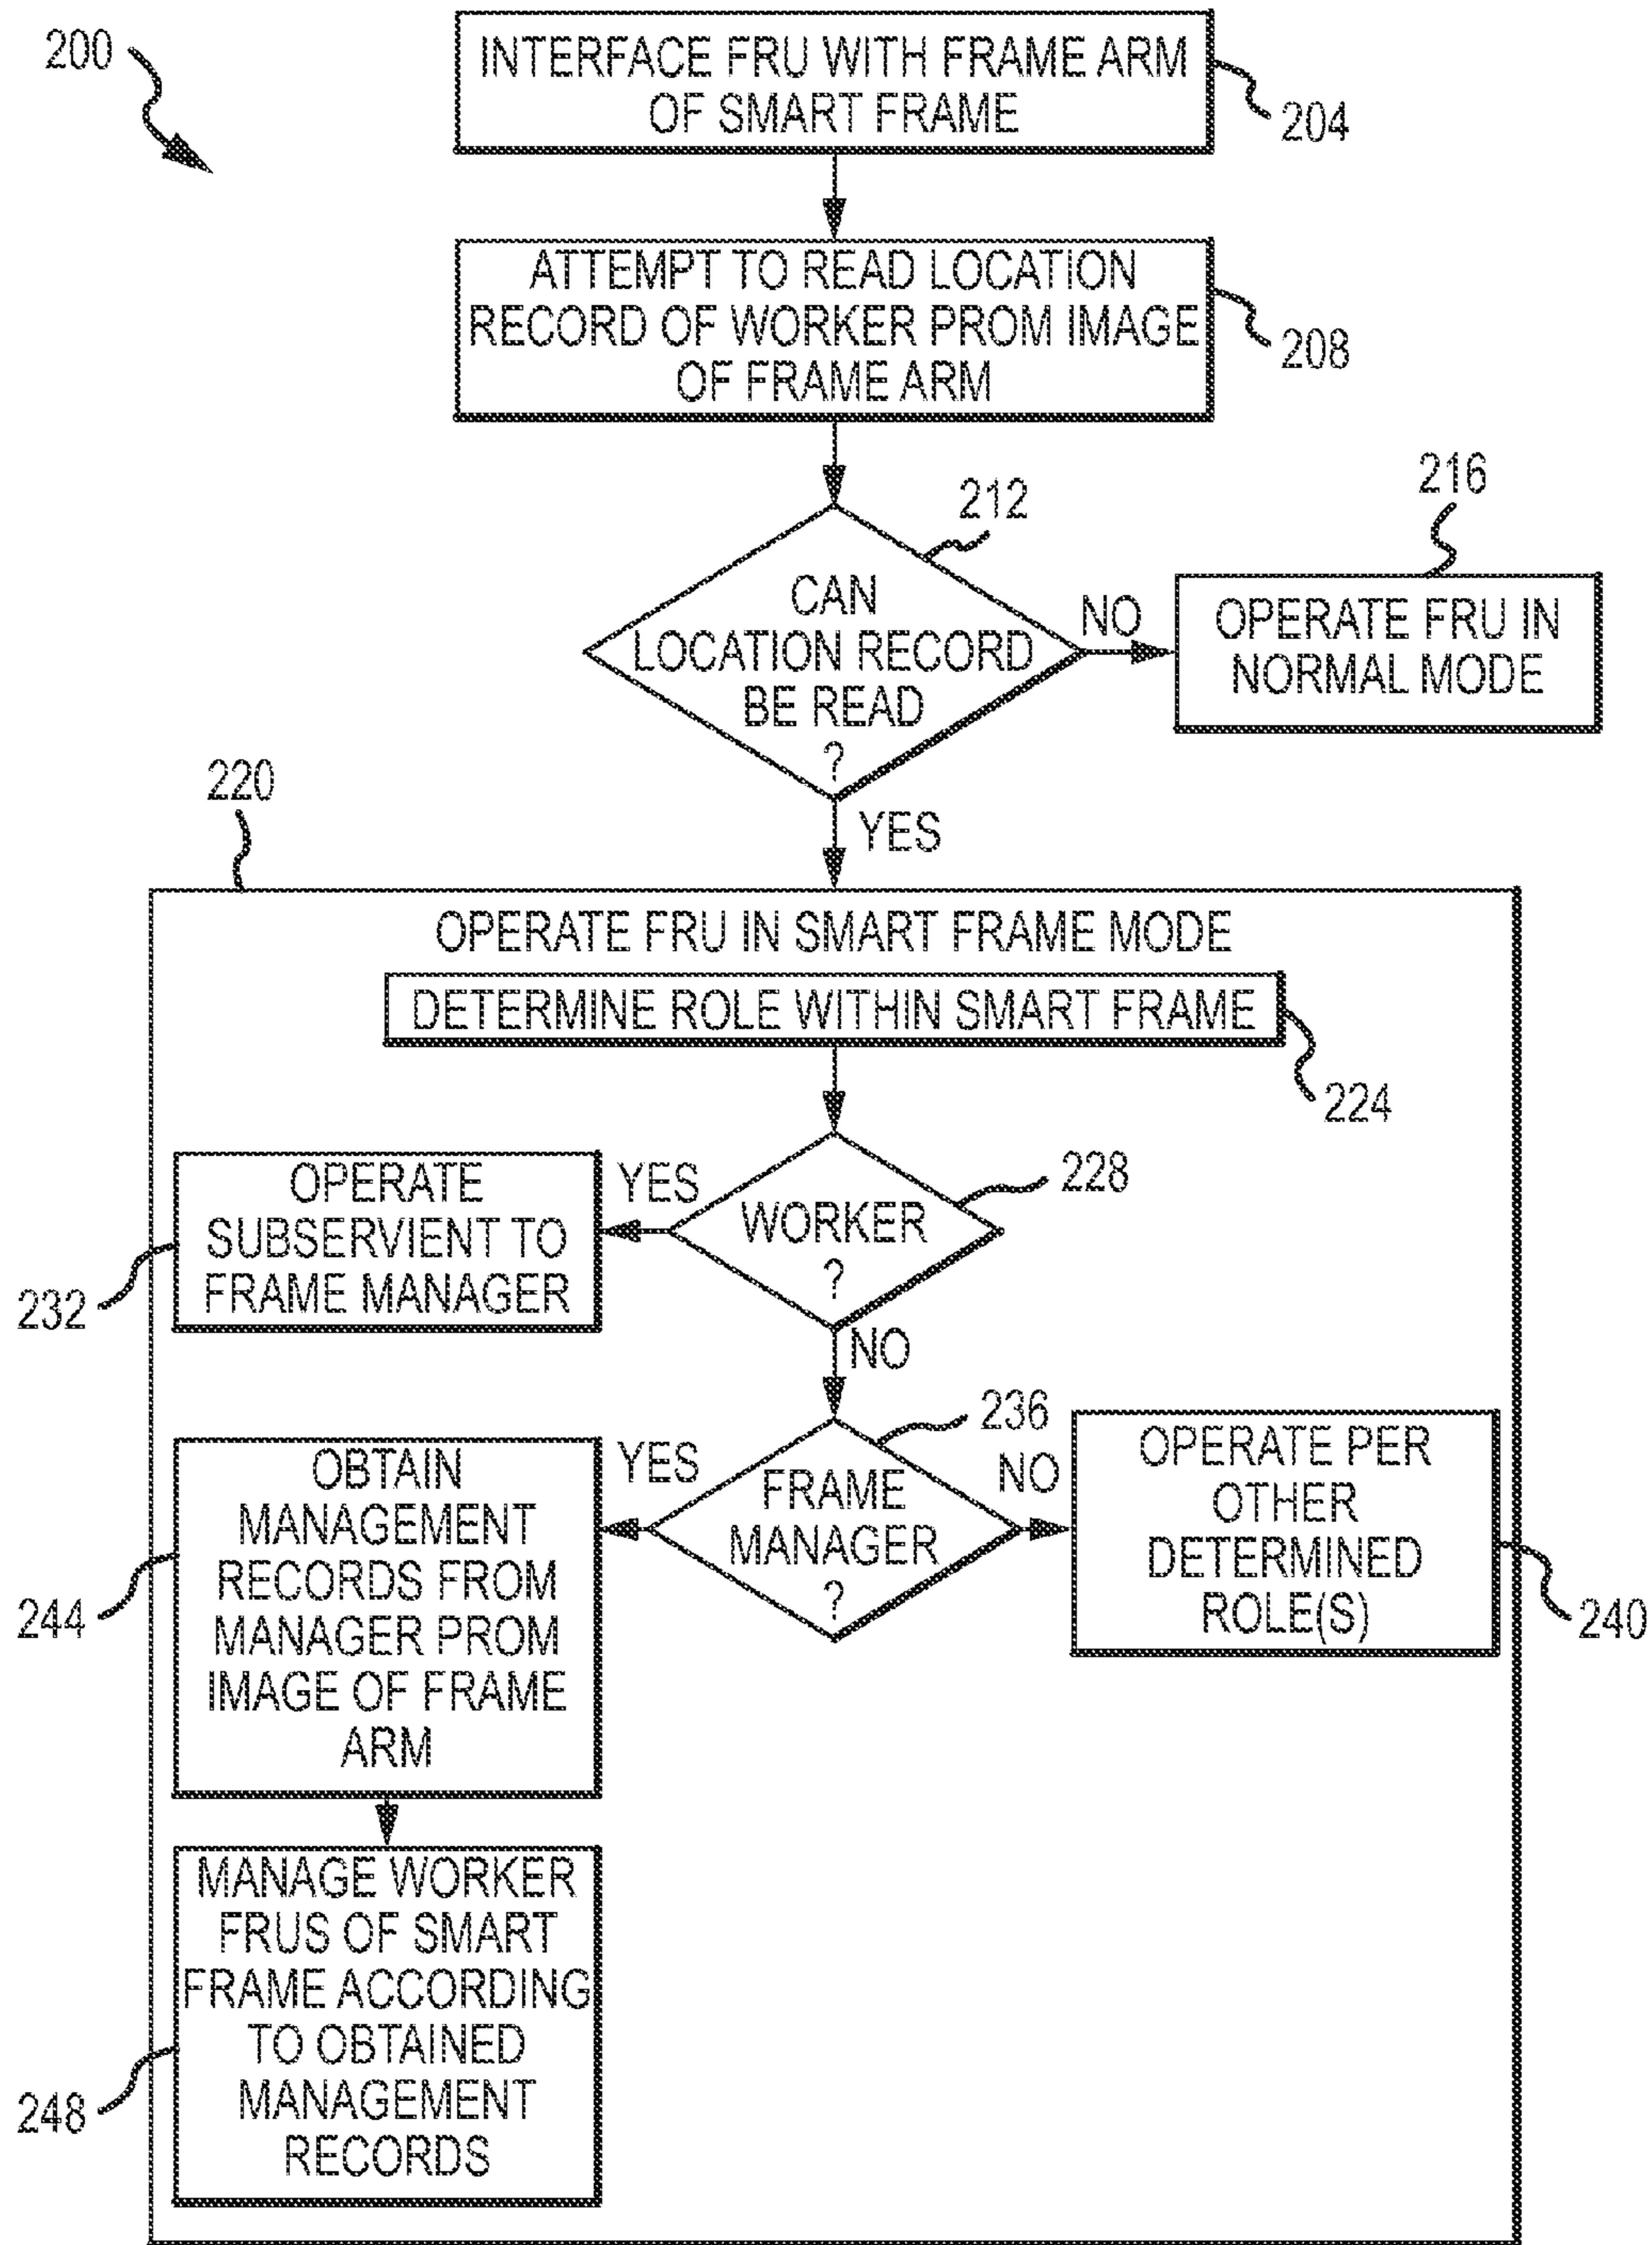 200
INTERFACE FRU WITH FRAME ARM
OF SMART FRAME
204
ATTEMPT TO READ LOCATION
RECORD OF WORKER PROM IMAGE
OF FRAME ARM
208
212
CAN
LOCATION RECORD
BE READ
?
NO
216
OPERATE FRU IN
NORMAL MODE
YES
220
OPERATE FRU IN SMART FRAME MODE
DETERMINE ROLE WITHIN SMART FRAME
224
WORKER
?
228
YES
OPERATE
SUBSERVIENT TO
FRAME MANAGER
232
NO
FRAME
MANAGER
?
236
NO
OPERATE PER
OTHER
DETERMINED
ROLE(S)
240
YES
OBTAIN
MANAGEMENT
RECORDS FROM
MANAGER PROM
IMAGE OF FRAME
ARM
244
MANAGE WORKER
FRUS OF SMART
FRAME ACCORDING
TO OBTAINED
MANAGEMENT
RECORDS
248